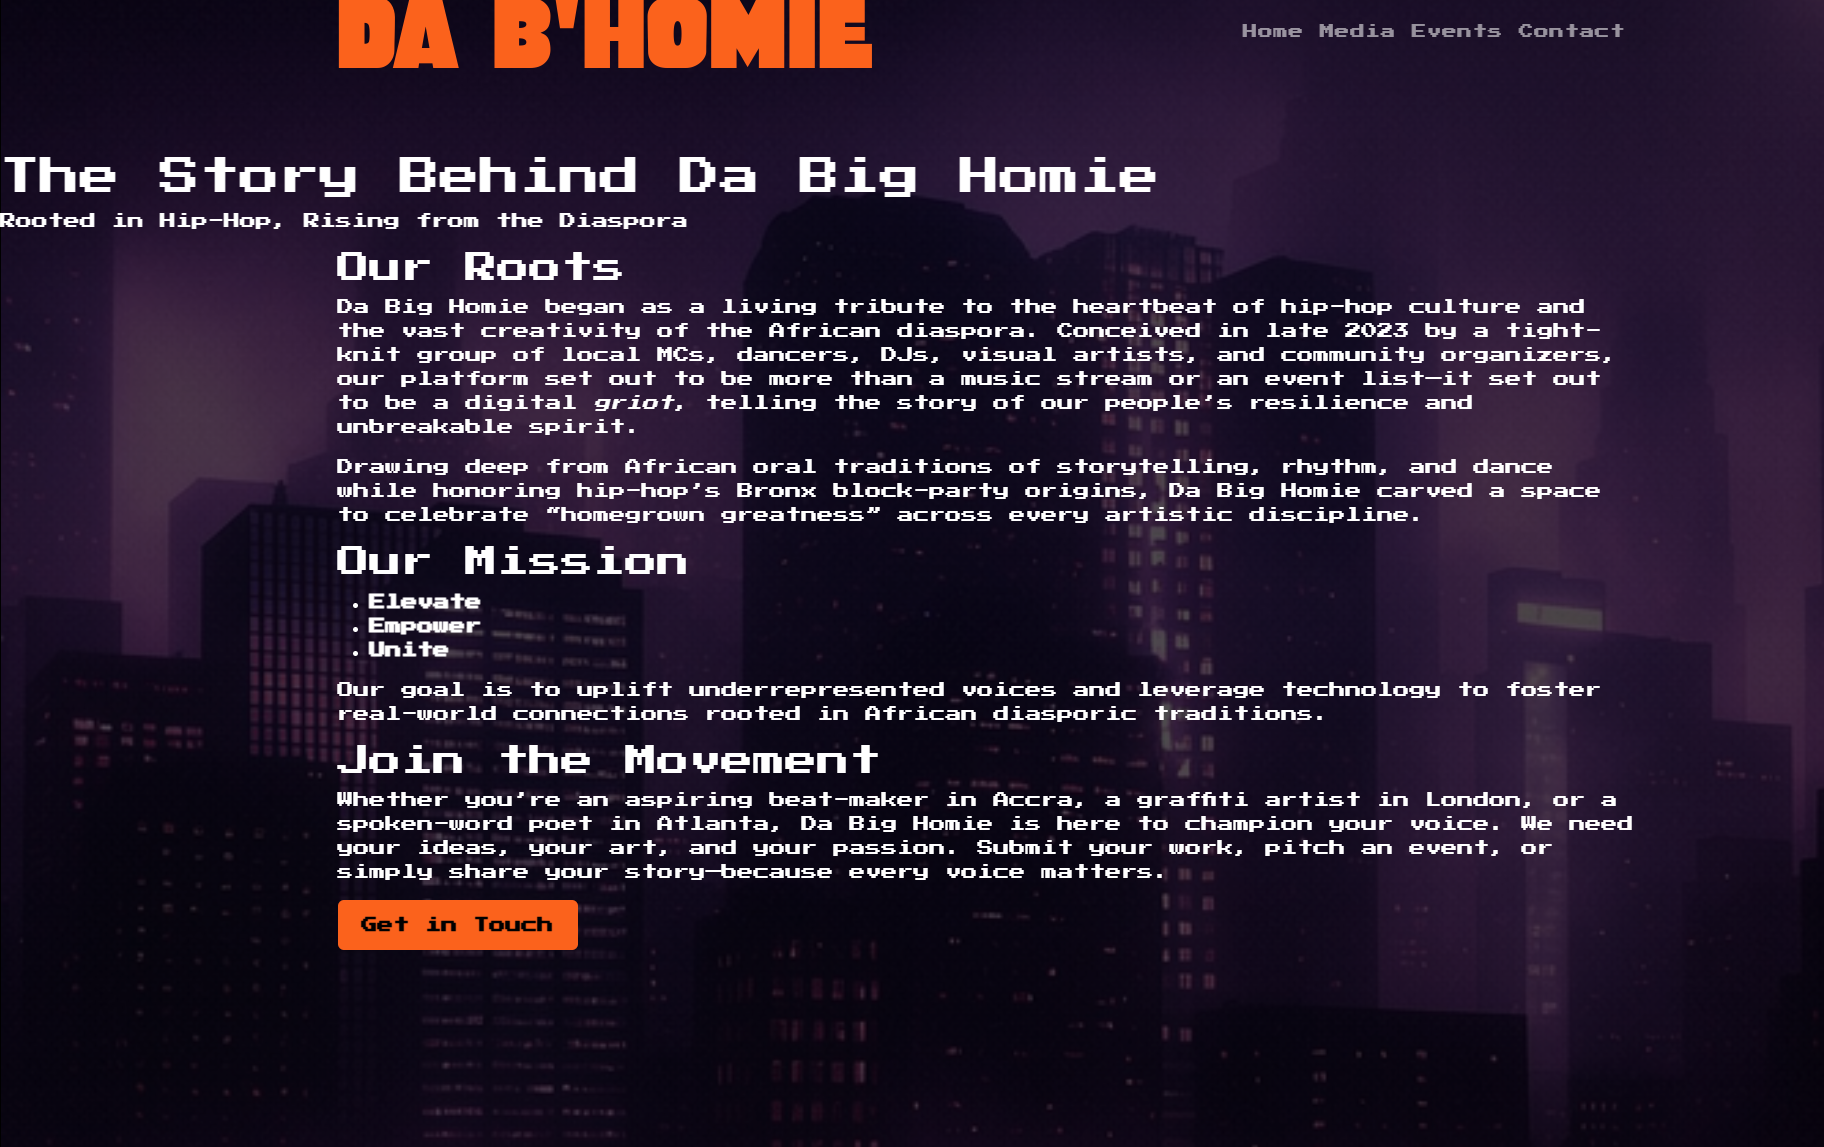 DA B'HOMIE
Home Media Events Contact
The Story Behind Da Big Homie
Rooted in Hip-Hop, Rising from the Diaspora
Our Roots
Da Big Homie began as a living tribute to the heartbeat of hip-hop culture and
the vast creativity of the African diaspora. Conceived in late 2023 by a tight-
knit group of local MCs, dancers, DJs, visual artists, and community organizers,
our platform set out to be more than a music stream or an event list—it set out
to be a digital griot, telling the story of our people’s resilience and
unbreakable spirit.
Drawing deep from African oral traditions of storytelling, rhythm, and dance
while honoring hip-hop’s Bronx block-party origins, Da Big Homie carved a space
to celebrate “homegrown greatness” across every artistic discipline.
Our Mission
• Elevate
• Empower
• Unite
Our goal is to uplift underrepresented voices and leverage technology to foster
real-world connections rooted in African diasporic traditions.
Join the Movement
Whether you’re an aspiring beat-maker in Accra, a graffiti artist in London, or a
spoken-word poet in Atlanta, Da Big Homie is here to champion your voice. We need
your ideas, your art, and your passion. Submit your work, pitch an event, or
simply share your story—because every voice matters.
Get in Touch